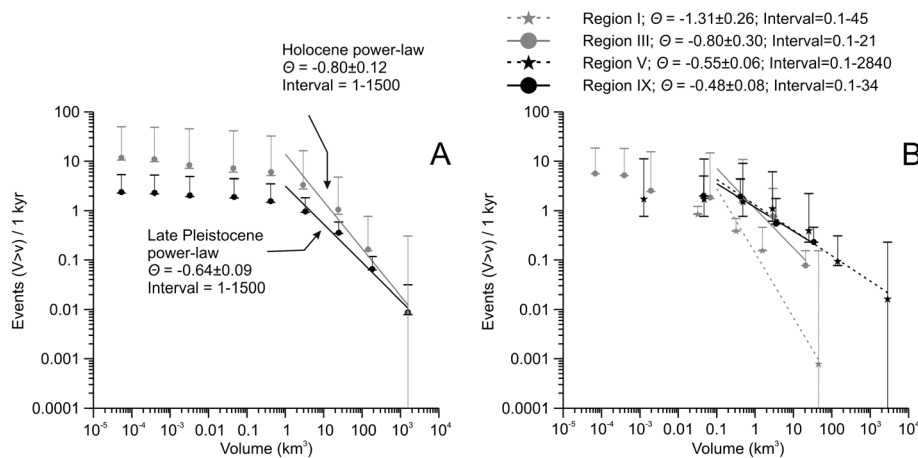 Region I; Θ = -1.31±0.26; Interval=0.1-45
Region III; Θ = -0.80±0.30; Interval=0.1-21
Region V; Θ = -0.55±0.06; Interval=0.1-2840
Region IX; Θ = -0.48±0.08; Interval=0.1-34
Holocene power-law
Θ = -0.80±0.12
Interval = 1-1500
A
B
Late Pleistocene
power-law
Θ = -0.64±0.09
Interval = 1-1500
Events (V>v) / 1 kyr
100
10
1
0.1
0.01
0.001
0.0001
10⁻⁵ 10⁻⁴ 10⁻³ 0.01 0.1 1 10 100 10³ 10⁴
Volume (km³)
Events (V>v) / 1 kyr
100
10
1
0.1
0.01
0.001
0.0001
10⁻⁵ 10⁻⁴ 10⁻³ 0.01 0.1 1 10 100 10³ 10⁴
Volume (km³)